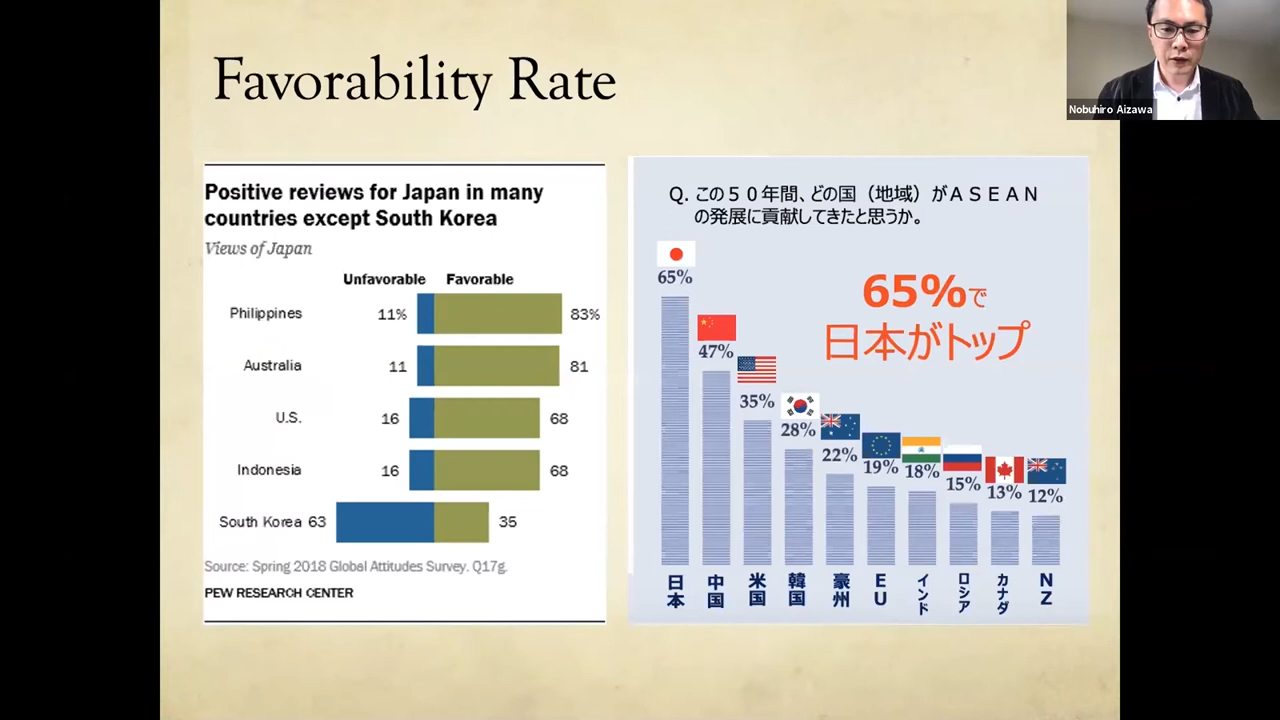 Favorability Rate
Nobuhiro Aizawa
Positive reviews for Japan in many
countries except South Korea
Views of Japan
Unfavorable Favorable
Philippines 11% 83%
Australia 11 81
U.S. 16 68
Indonesia 16 68
South Korea 63 35
Source: Spring 2018 Global Attitudes Survey. Q17g.
PEW RESEARCH CENTER
Q. この５０年間、どの国（地域）がＡＳＥＡＮ
の発展に貢献してきたと思うか。
65%で
日本がトップ
65%
47%
35%
28%
22%
19%
18%
15%
13%
12%
日本
中国
米国
韓国
豪州
EU
インド
ロシア
カナダ
NZ